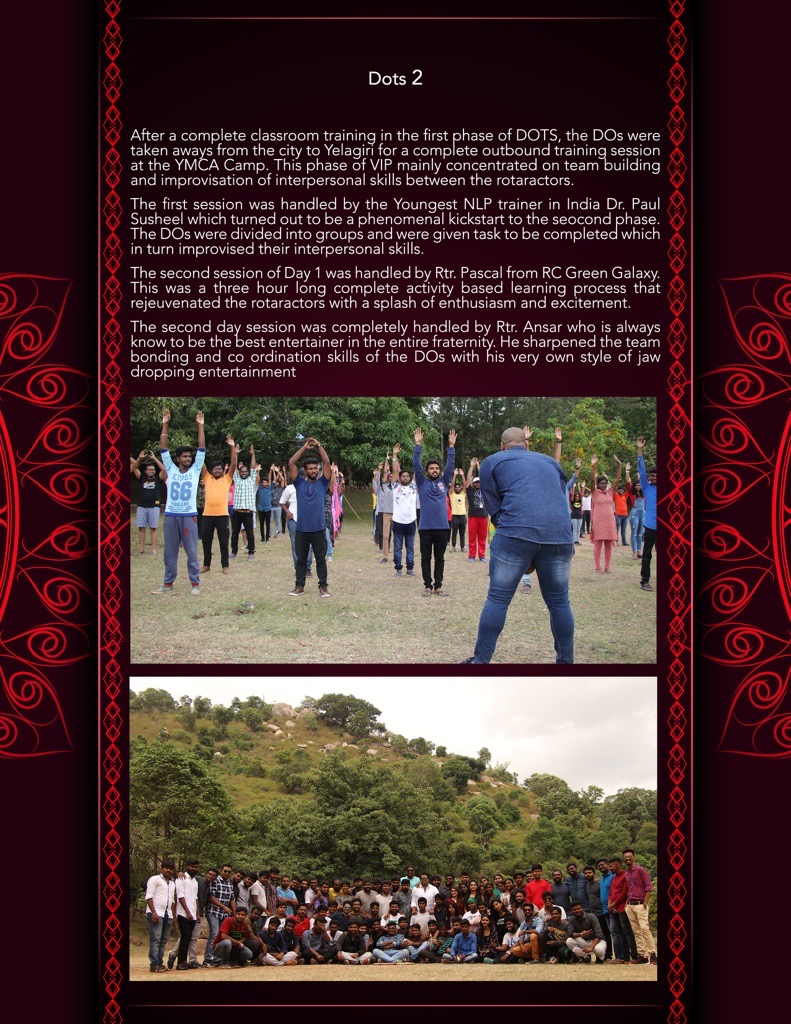 Dots 2
After a complete classroom training in the first phase of DOTS, the DOs were
taken aways from the city to Yelagiri for a complete outbound training session
at the YMCA Camp. This phase of VIP mainly concentrated on team building
and improvisation of interpersonal skills between the rotaractors.
The first session was handled by the Youngest NLP trainer in India Dr. Paul
Susheel which turned out to be a phenomenal kickstart to the seocond phase.
The DOs were divided into groups and were given task to be completed which
in turn improvised their interpersonal skills.
The second session of Day 1 was handled by Rtr. Pascal from RC Green Galaxy.
This was a three hour long complete activity based learning process that
rejeuvenated the rotaractors with a splash of enthusiasm and excitement.
The second day session was completely handled by Rtr. Ansar who is always
know to be the best entertainer in the entire fraternity. He sharpened the team
bonding and co ordination skills of the DOs with his very own style of jaw
dropping entertainment
66